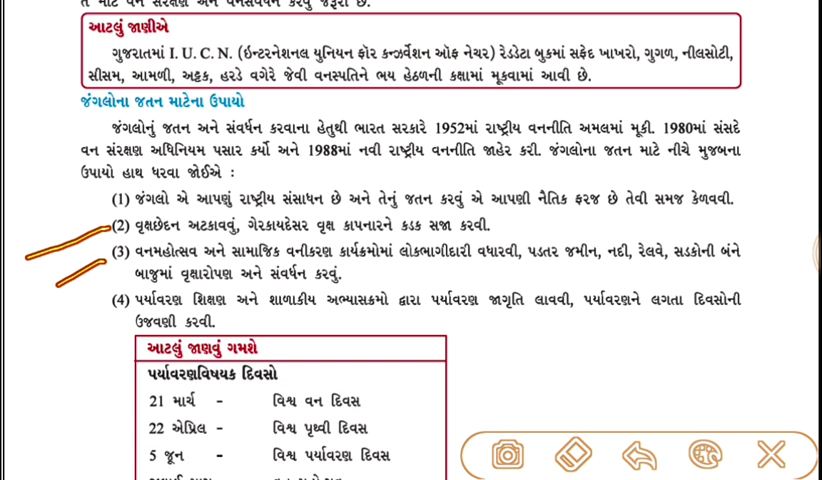 આટલું જાણીએ
ગુજરાતમાં I. U. C. N. (ઇન્ટરનેશનલ યુનિયન ફૉર કન્ઝર્વેશન ઑફ નેચર) રેડડેટા બુકમાં સફેદ ખાખરો, ગુગળ, નીલસોટી,
સીસમ, આમળી, અટ્ટક, હરડે વગેરે જેવી વનસ્પતિને ભય હેઠળની કક્ષામાં મૂકવામાં આવી છે.
જંગલોના જતન માટેના ઉપાયો
જંગલોનું જતન અને સંવર્ધન કરવાના હેતુથી ભારત સરકારે 1952માં રાષ્ટ્રીય વનનીતિ અમલમાં મૂકી. 1980માં સંસદે
વન સંરક્ષણ અધિનિયમ પસાર કર્યો અને 1988માં નવી રાષ્ટ્રીય વનનીતિ જાહેર કરી. જંગલોના જતન માટે નીચે મુજબના
ઉપાયો હાથ ધરવા જોઈએ :
(1) જંગલો એ આપણું રાષ્ટ્રીય સંસાધન છે અને તેનું જતન કરવું એ આપણી નૈતિક ફરજ છે તેવી સમજ કેળવવી.
(2) વૃક્ષછેદન અટકાવવું, ગેરકાયદેસર વૃક્ષ કાપનારને કડક સજા કરવી.
(3) વનમહોત્સવ અને સામાજિક વનીકરણ કાર્યક્રમોમાં લોકભાગીદારી વધારવી, પડતર જમીન, નદી, રેલવે, સડકોની બંને
બાજુમાં વૃક્ષારોપણ અને સંવર્ધન કરવું.
(4) પર્યાવરણ શિક્ષણ અને શાળાકીય અભ્યાસક્રમો દ્વારા પર્યાવરણ જાગૃતિ લાવવી, પર્યાવરણને લગતા દિવસોની
ઉજવણી કરવી.
આટલું જાણવું ગમશે
પર્યાવરણવિષયક દિવસો
21 માર્ચ - વિશ્વ વન દિવસ
22 એપ્રિલ - વિશ્વ પૃથ્વી દિવસ
5 જૂન - વિશ્વ પર્યાવરણ દિવસ